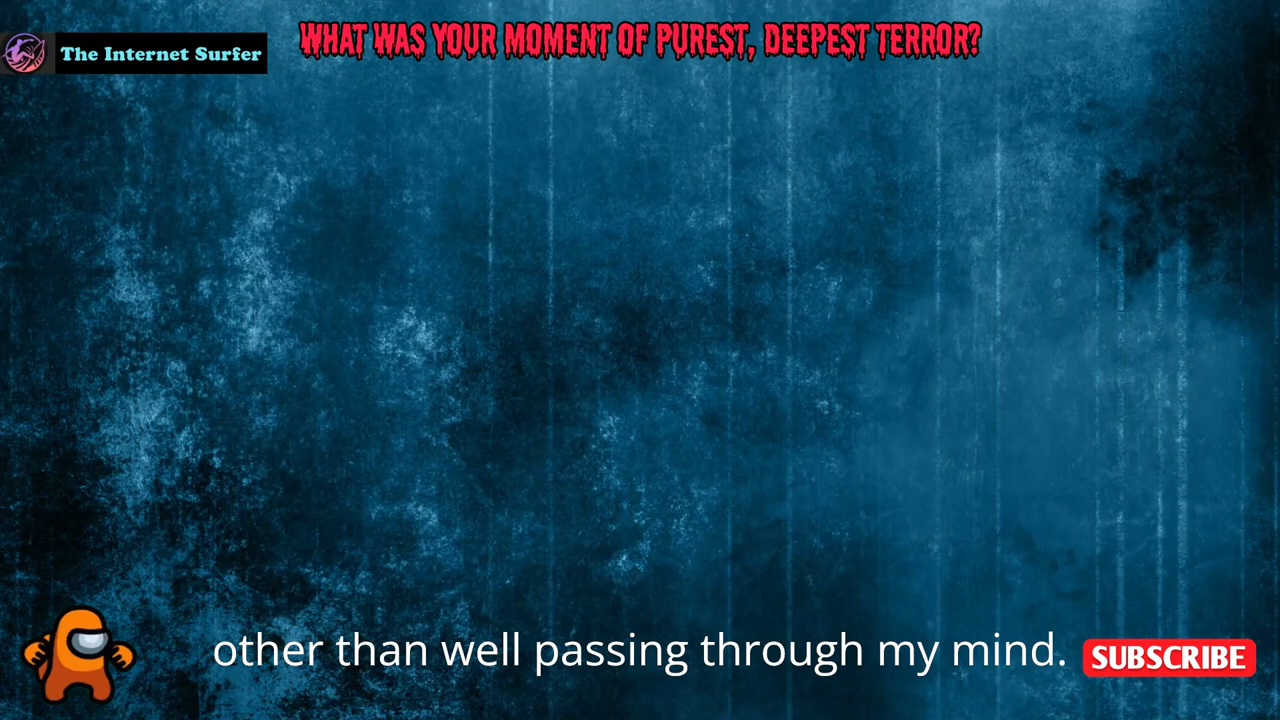 The Internet Surfer
WHAT WAS YOUR MOMENT OF PUREST, DEEPEST TERROR?
other than well passing through my mind.
SUBSCRIBE